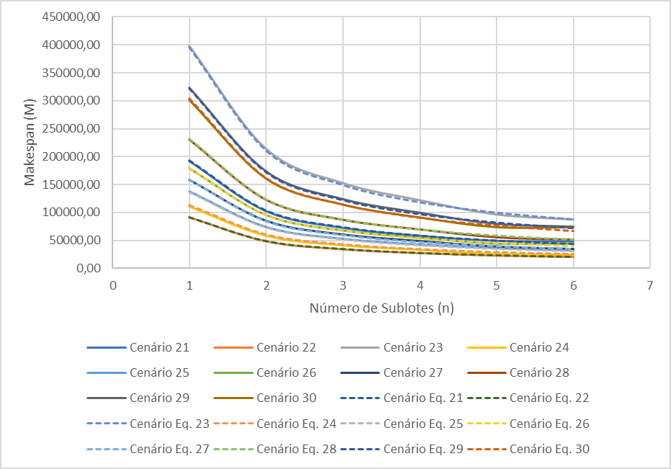 450000,00
400000,00
350000,00
300000,00
250000,00
200000,00
150000,00
100000,00
50000,00
0,00
Makespan (M)
0 1 2 3 4 5 6 7
Número de Sublotes (n)
Cenário 21 Cenário 22 Cenário 23 Cenário 24
Cenário 25 Cenário 26 Cenário 27 Cenário 28
Cenário 29 Cenário 30 Cenário Eq. 21 Cenário Eq. 22
Cenário Eq. 23 Cenário Eq. 24 Cenário Eq. 25 Cenário Eq. 26
Cenário Eq. 27 Cenário Eq. 28 Cenário Eq. 29 Cenário Eq. 30